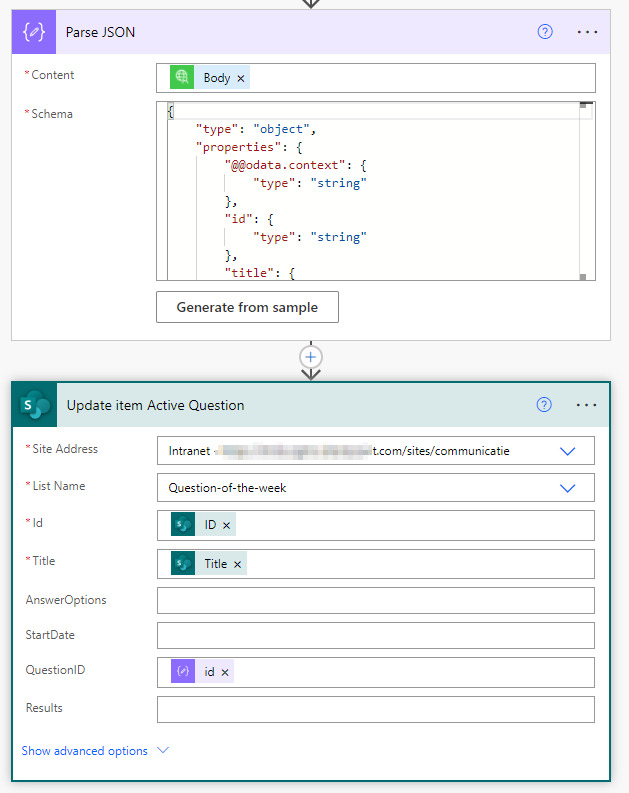 Parse JSON
* Content
Body ×
* Schema
{
"type": "object",
"properties": {
"@@odata.context": {
"type": "string"
},
"id": {
"type": "string"
},
"title": {
Generate from sample
Update item Active Question
* Site Address
Intranet - t.com/sites/communicatie
* List Name
Question-of-the-week
* Id
ID ×
* Title
Title ×
AnswerOptions
StartDate
QuestionID
id ×
Results
Show advanced options